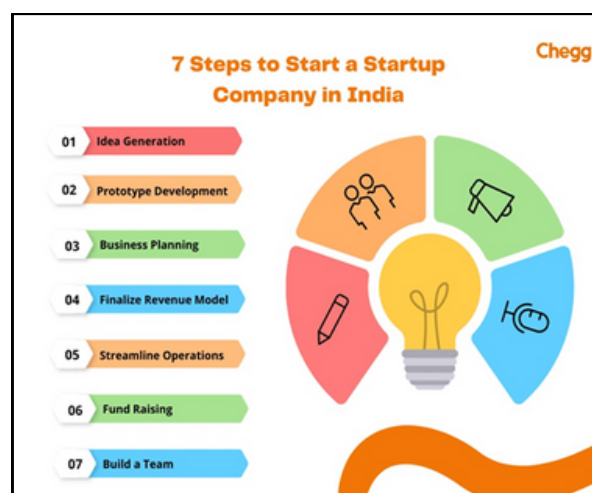 7 Steps to Start a Startup
Company in India
Chegg
01 Idea Generation
02 Prototype Development
03 Business Planning
04 Finalize Revenue Model
05 Streamline Operations
06 Fund Raising
07 Build a Team